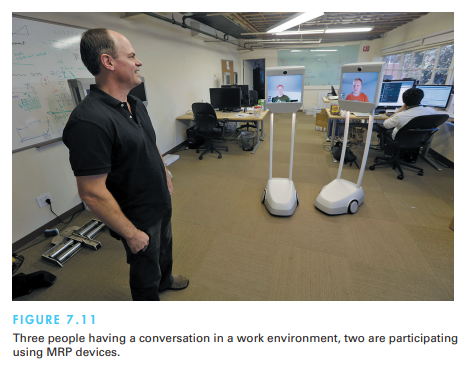 FIGURE 7.11
Three people having a conversation in a work environment, two are participating
using MRP devices.